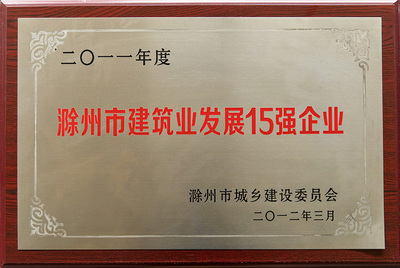 二〇一一年度
滁州市建筑业发展15强企业
滁州市城乡建设委员会
二〇一二年三月